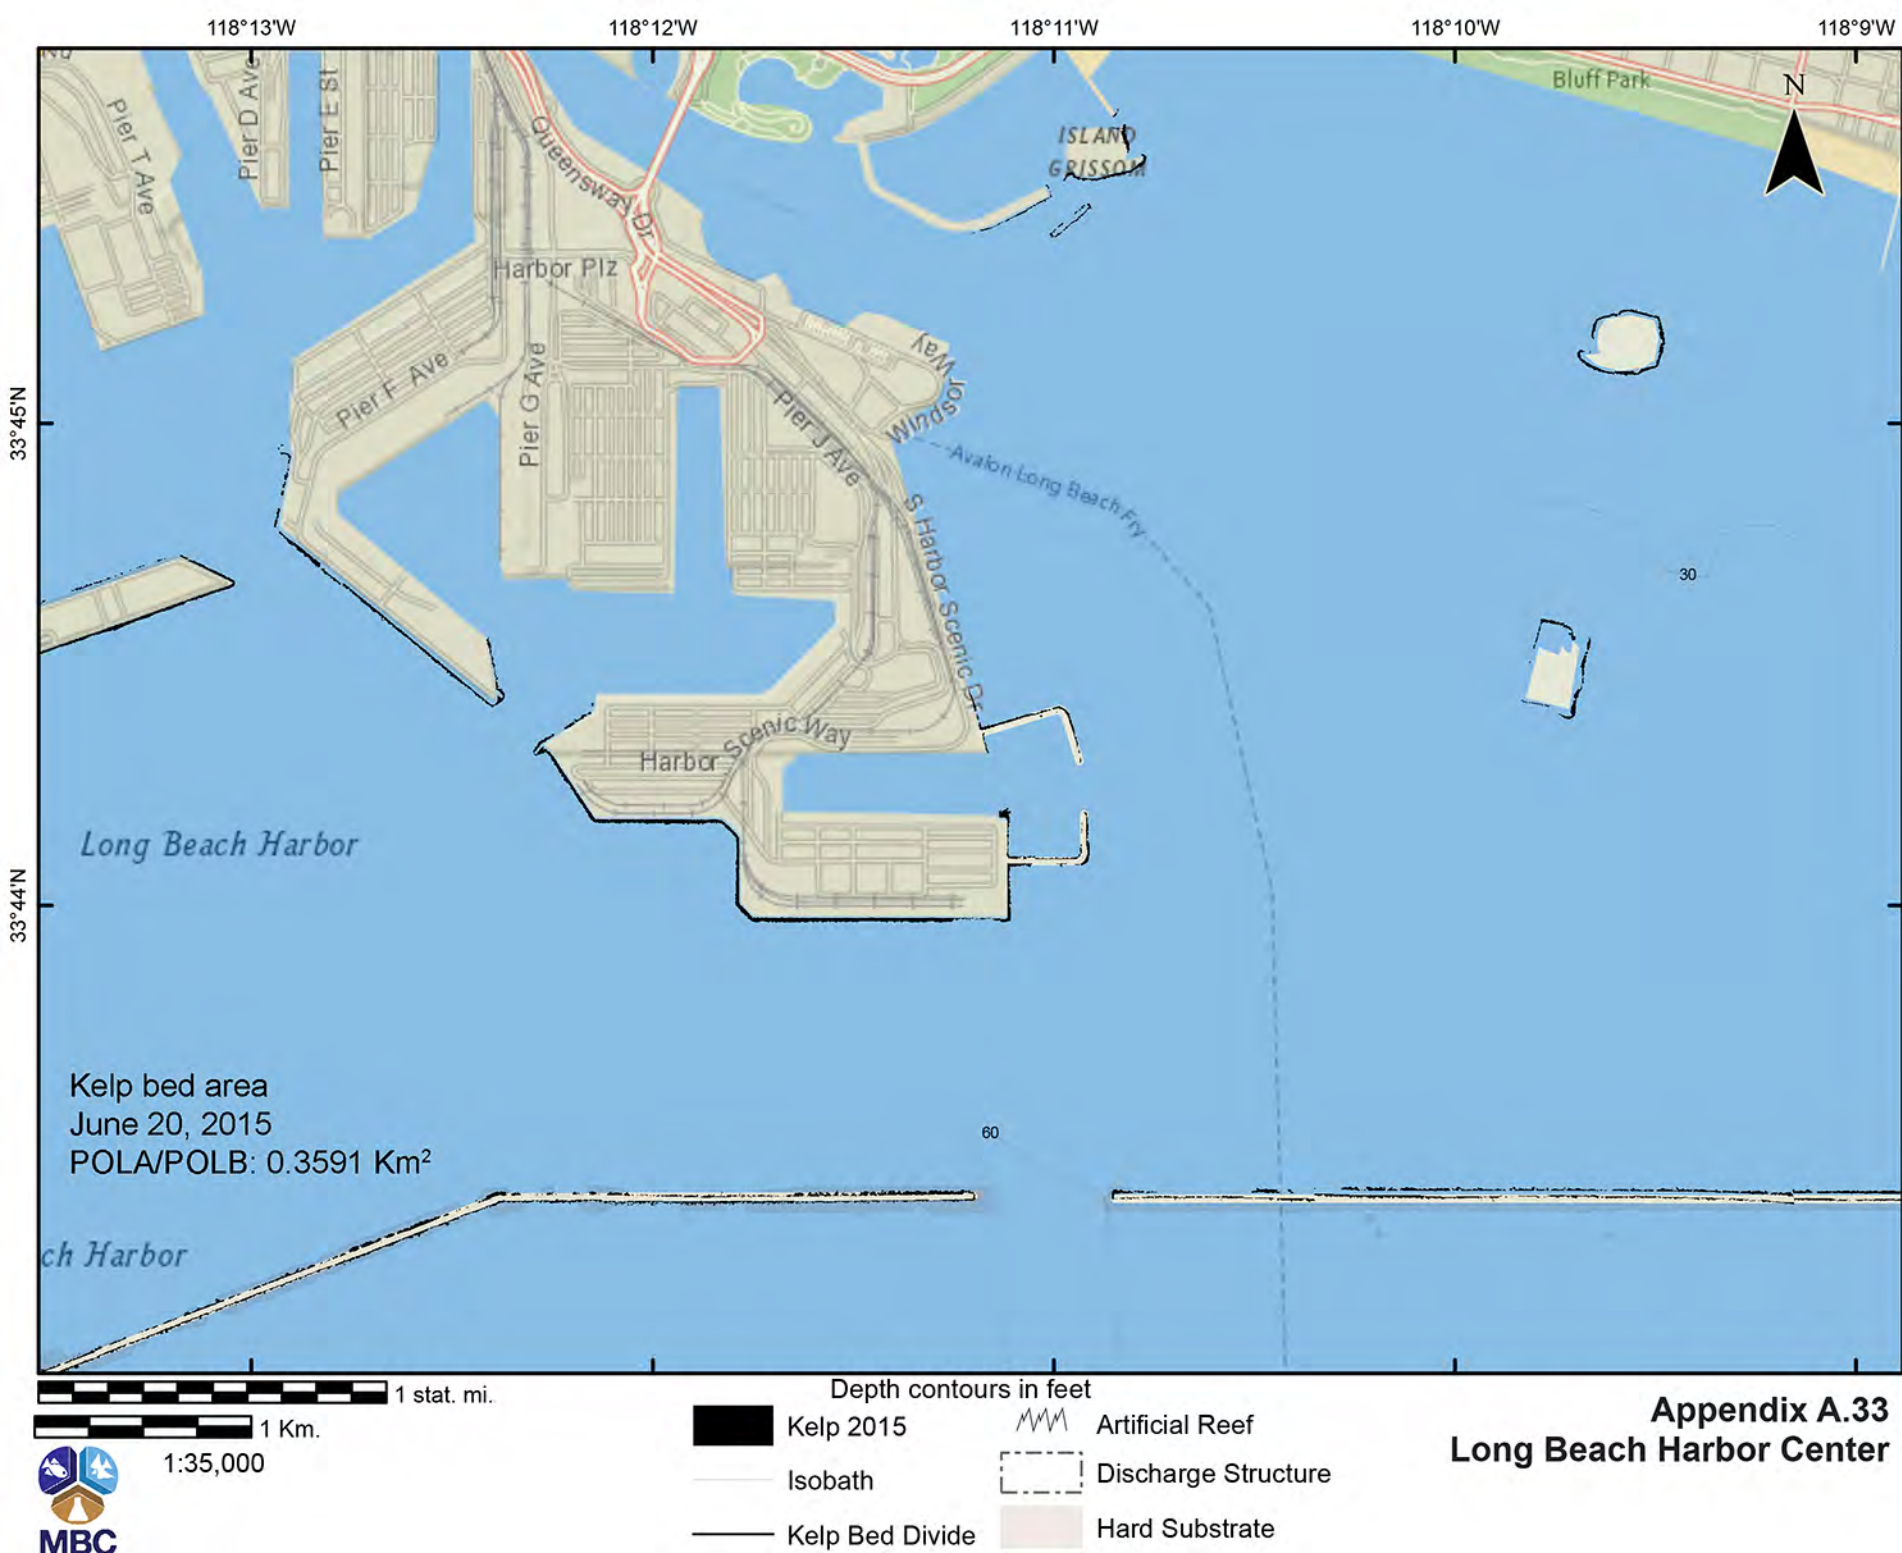 118°13'W
118°12'W
118°11'W
118°10'W
118°9'W
Pier T Ave
Pier D Ave
Pier E St
Queensway Dr
ISLAND
GRISSOM
Bluff Park
N
Harbor Plz
Pier F Ave
Pier G Ave
Pier J Ave
Windsor Way
33°45'N
Avalon Long Beach Fry
S Harbor Scenic Dr
30
Harbor Scenic Way
Long Beach Harbor
33°44'N
Kelp bed area
June 20, 2015
POLA/POLB: 0.3591 Km²
60
ch Harbor
1 stat. mi.
1 Km.
1:35,000
MBC
Depth contours in feet
Kelp 2015
Isobath
Kelp Bed Divide
Artificial Reef
Discharge Structure
Hard Substrate
Appendix A.33
Long Beach Harbor Center